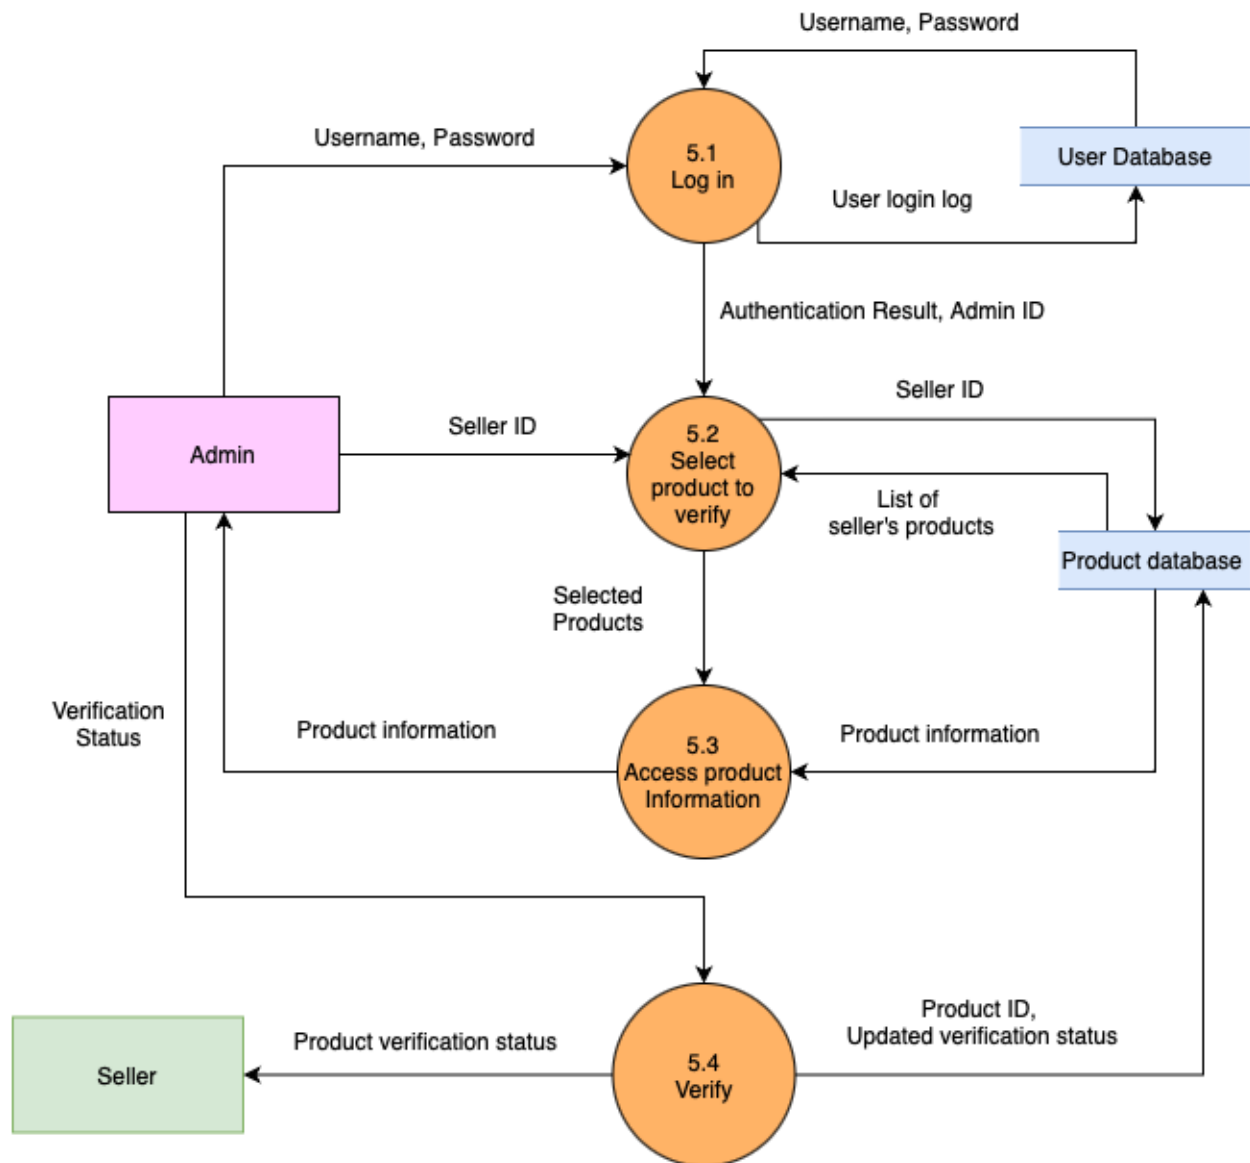 Username, Password
Username, Password
5.1
Log in
User Database
User login log
Authentication Result, Admin ID
Seller ID
Seller ID
Admin
5.2
Select
product to
verify
List of
seller's products
Product database
Selected
Products
Verification
Status
Product information
Product information
5.3
Access product
Information
Product ID,
Updated verification status
Product verification status
5.4
Verify
Seller